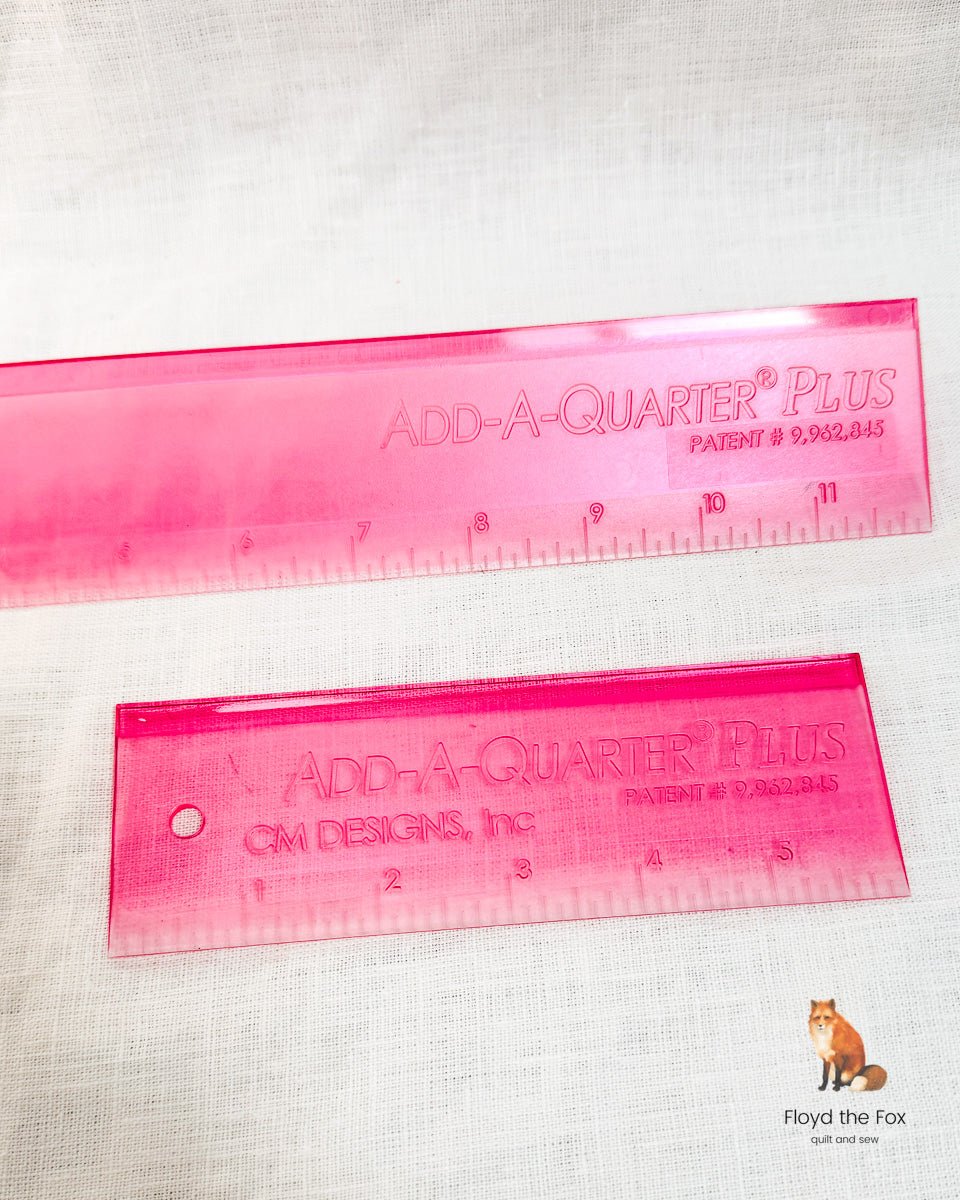 ADD-A-QUARTER® PLUS
PATENT # 9,962,845
5 6 7 8 9 10 11
ADD-A-QUARTER® PLUS
PATENT # 9,962,845
CM DESIGNS, Inc
1 2 3 4 5
Floyd the Fox
quilt and sew